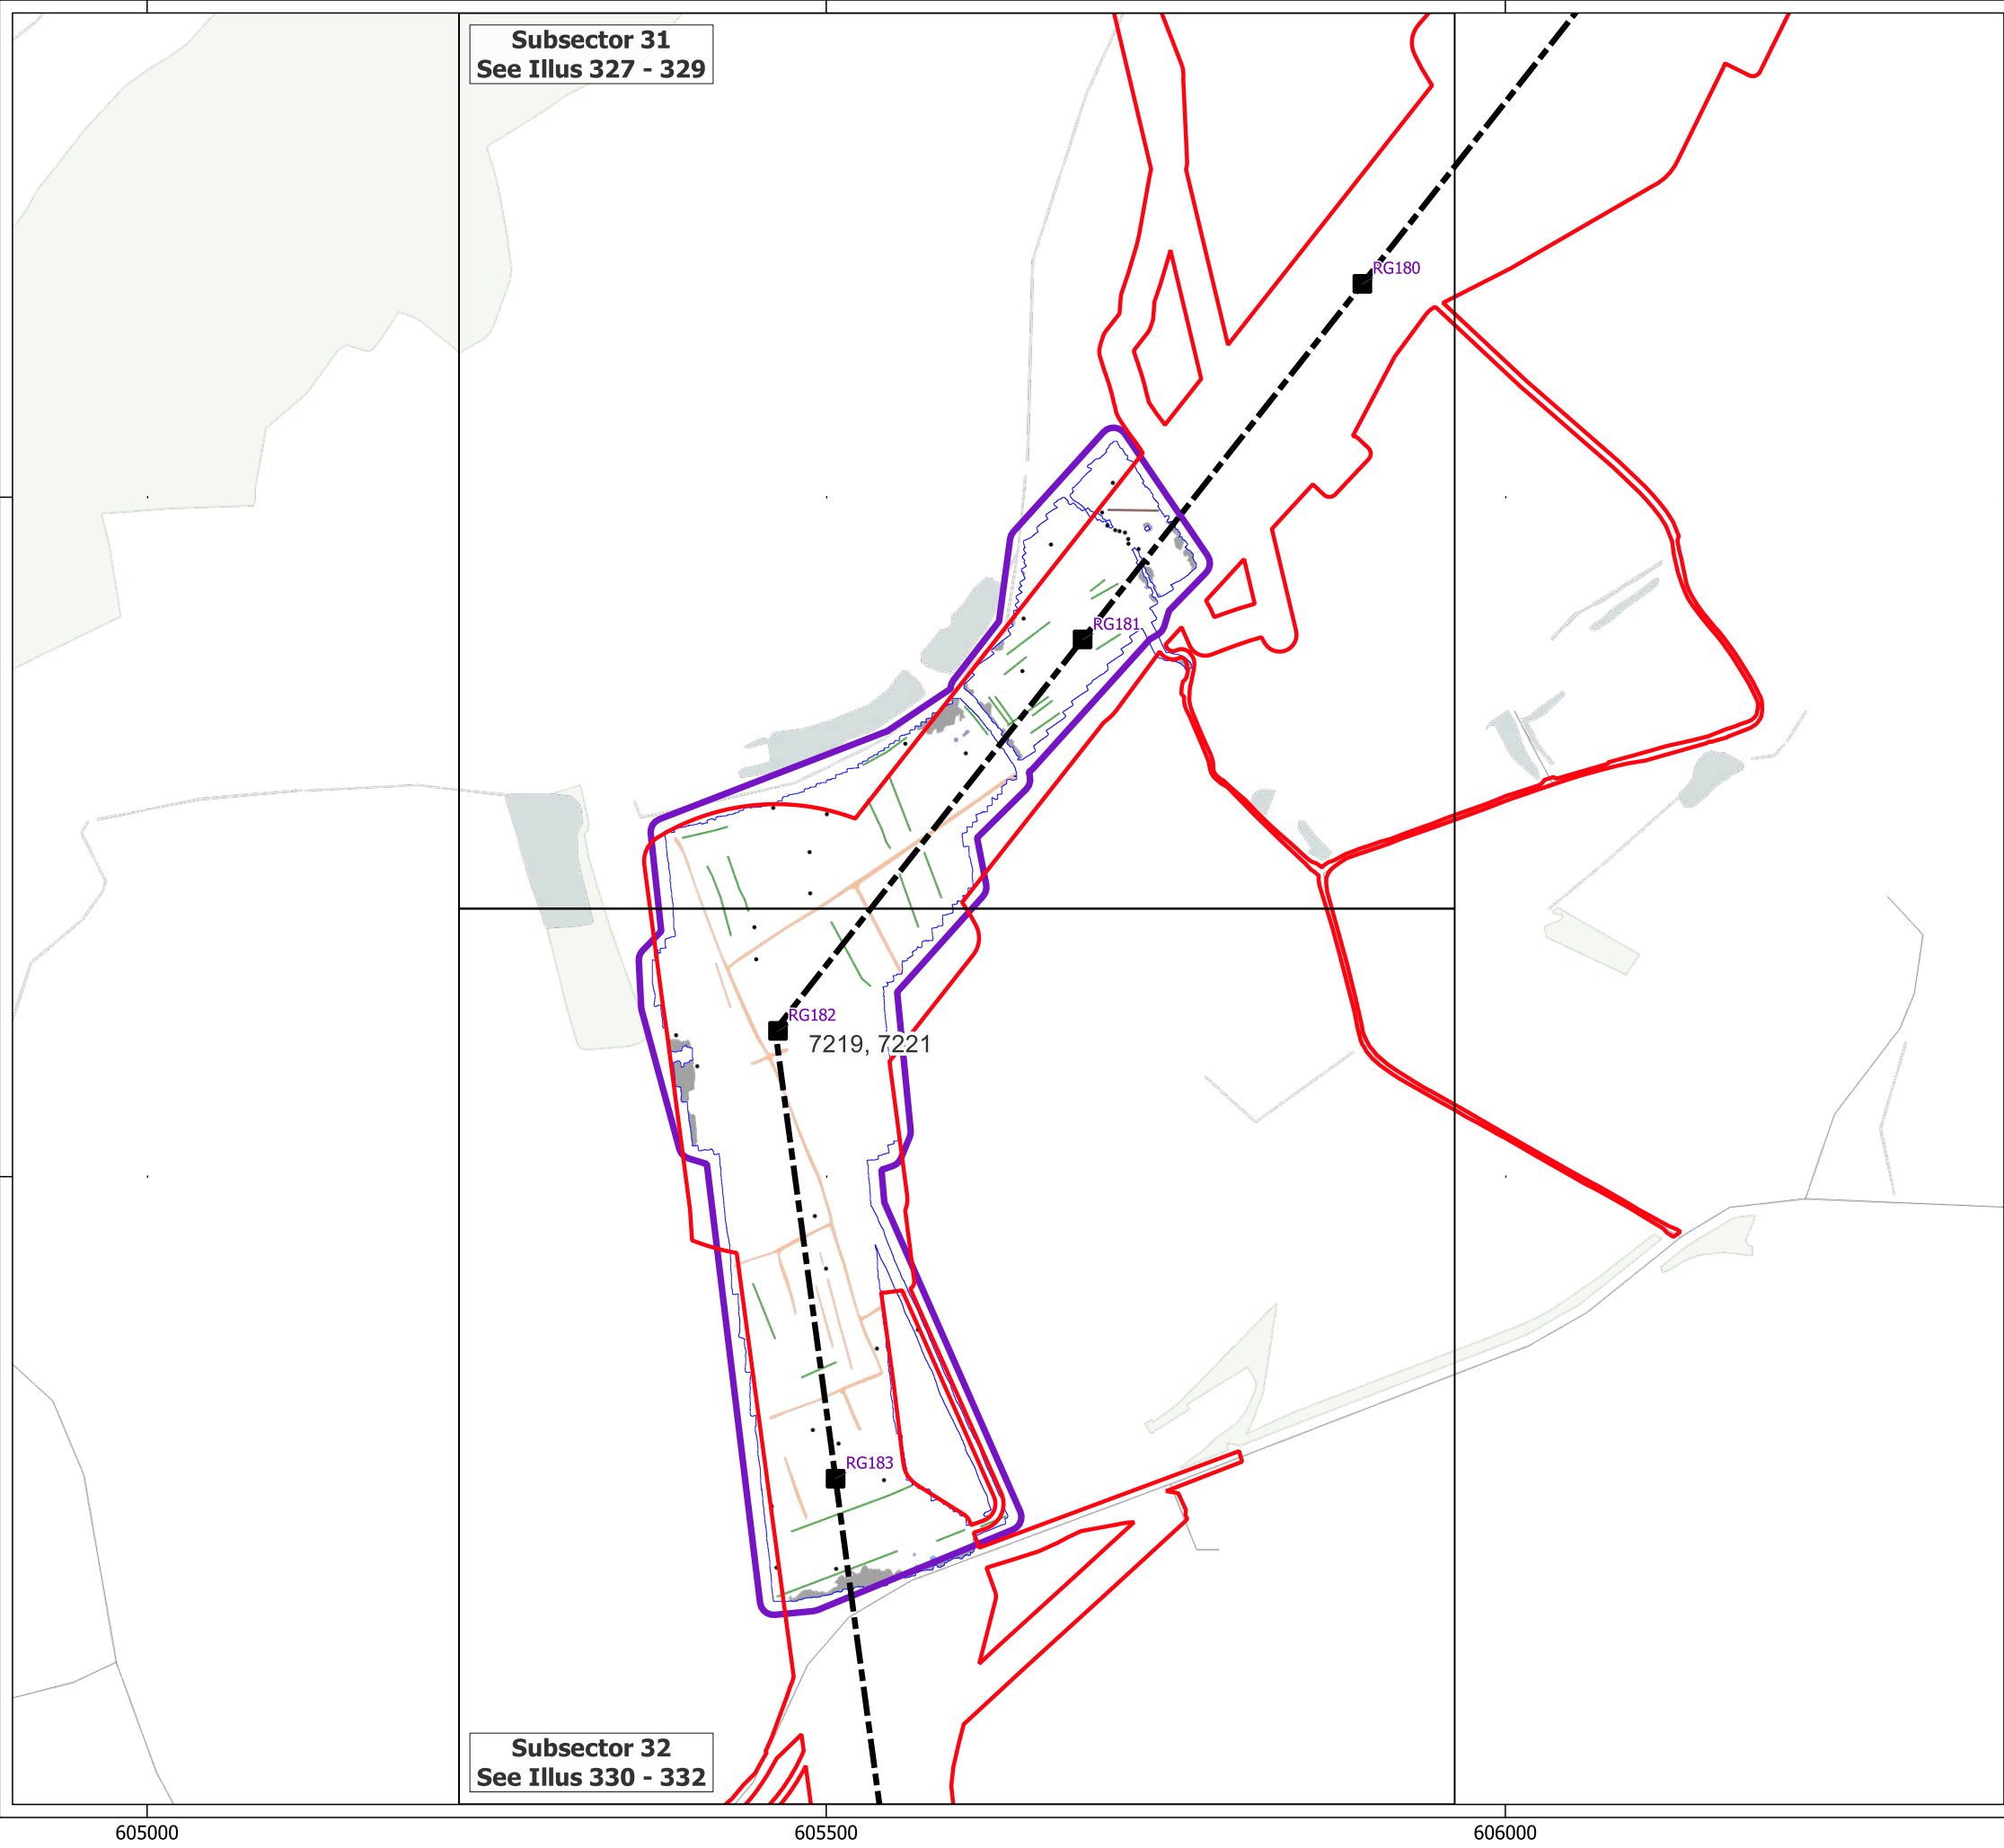 Subsector 31
See Illus 327 - 329
RG180
RG181
RG182
7219, 7221
RG183
Subsector 32
See Illus 330 - 332
605000
605500
606000